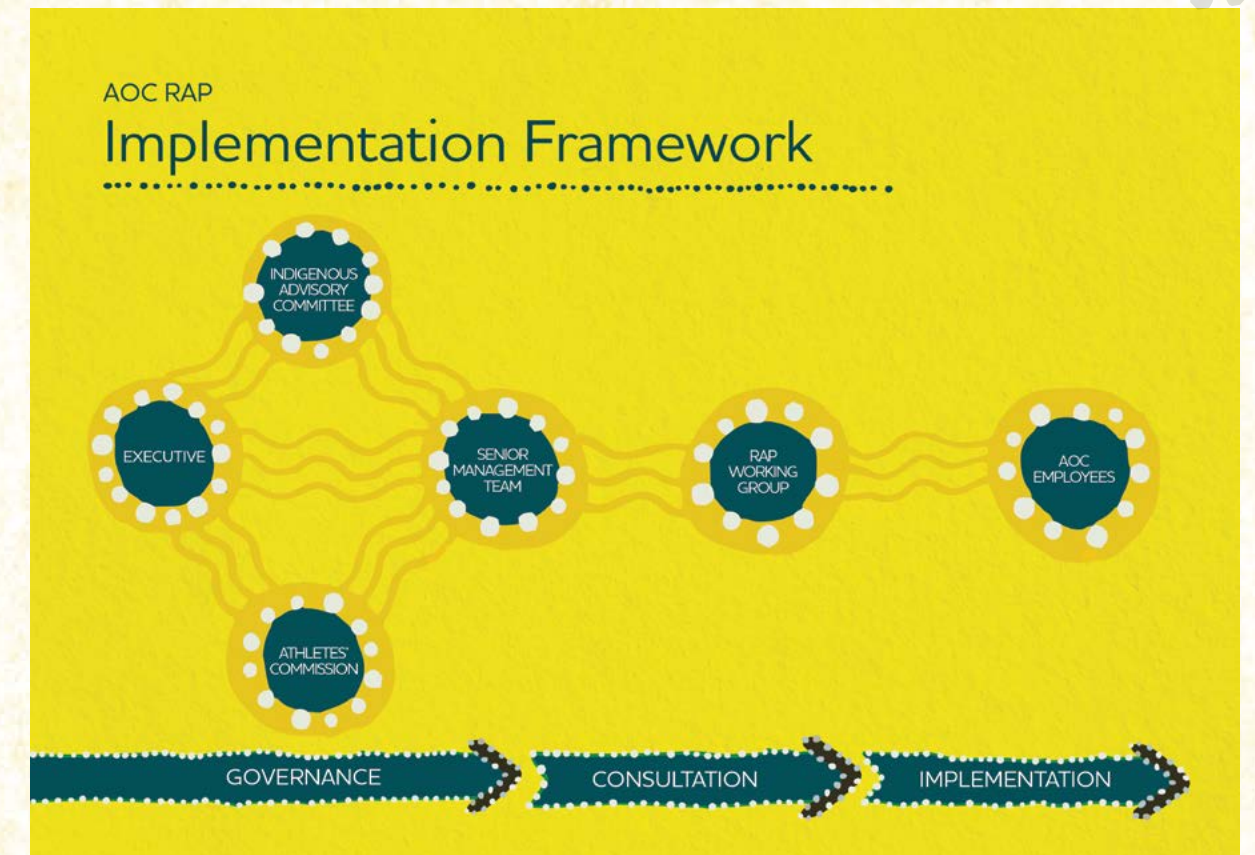 AOC RAP
Implementation Framework
INDIGENOUS
ADVISORY
COMMITTEE
EXECUTIVE
SENIOR
MANAGEMENT
TEAM
RAP
WORKING
GROUP
AOC
EMPLOYEES
ATHLETES'
COMMISSION
GOVERNANCE
CONSULTATION
IMPLEMENTATION